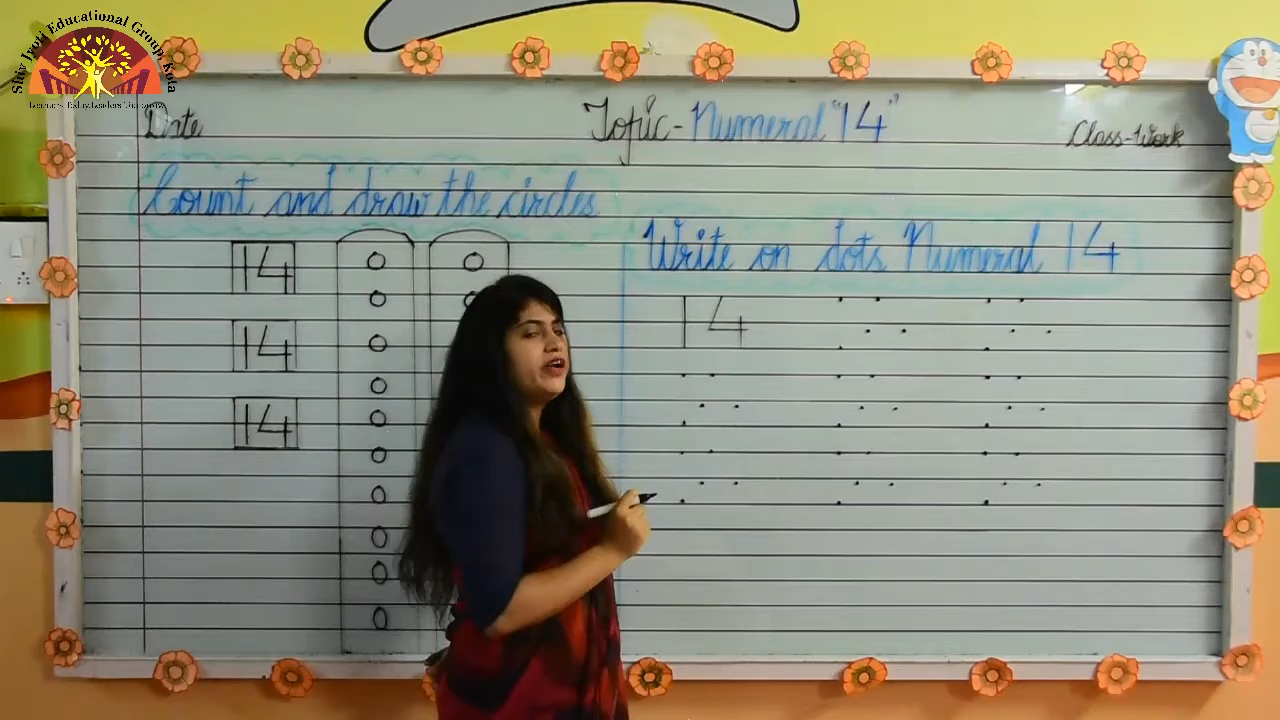 Shiv Jyoti Educational Group, Kota
Date
Topic- Numeral "14"
Class-Work
Count and draw the circles
Write on dots Numeral 14
14
14
14
14